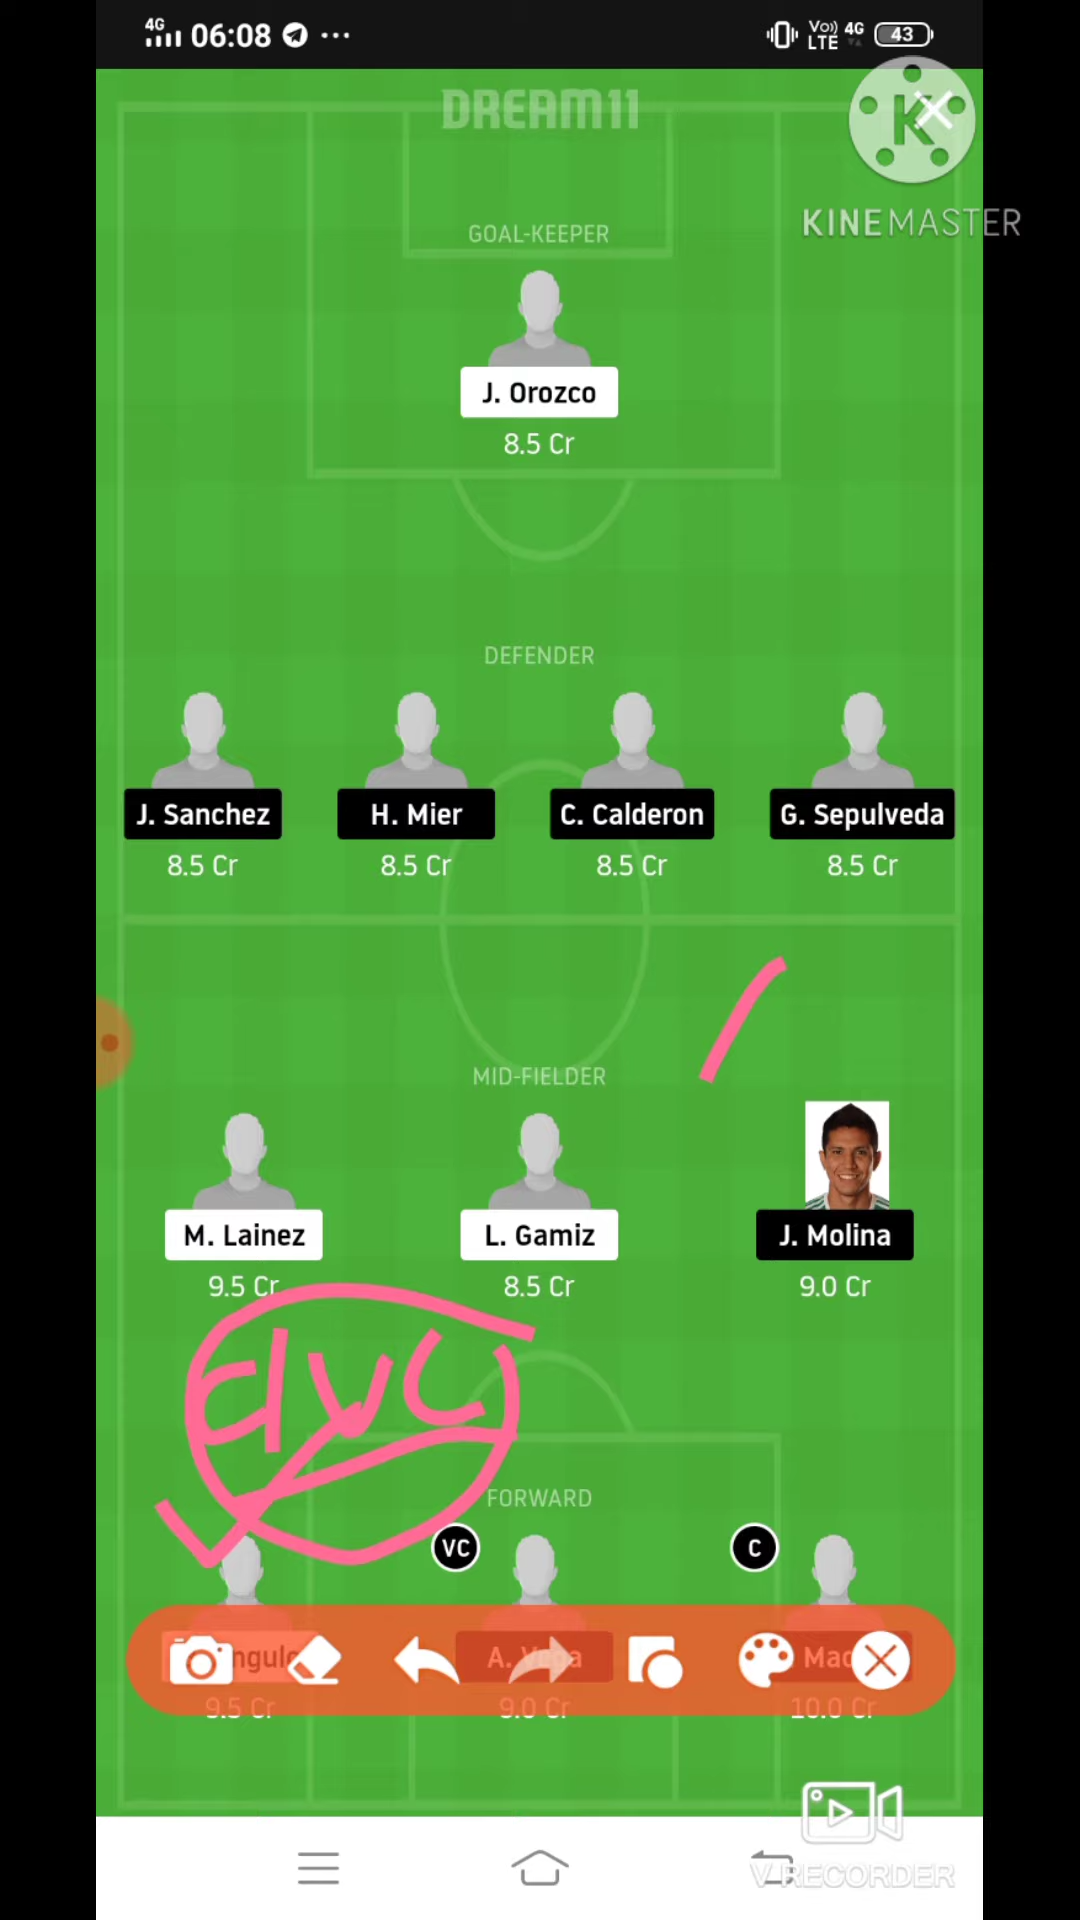 4G 06:08 ... Vo)) LTE 4G 43
DREAM11
KINEMASTER
GOAL-KEEPER
J. Orozco
8.5 Cr
DEFENDER
J. Sanchez H. Mier C. Calderon G. Sepulveda
8.5 Cr 8.5 Cr 8.5 Cr 8.5 Cr
MID-FIELDER
M. Lainez L. Gamiz J. Molina
9.5 Cr 8.5 Cr 9.0 Cr
FORWARD
VC C
A.
9.5 Cr 9.0 Cr 10.0 Cr
V RECORDER